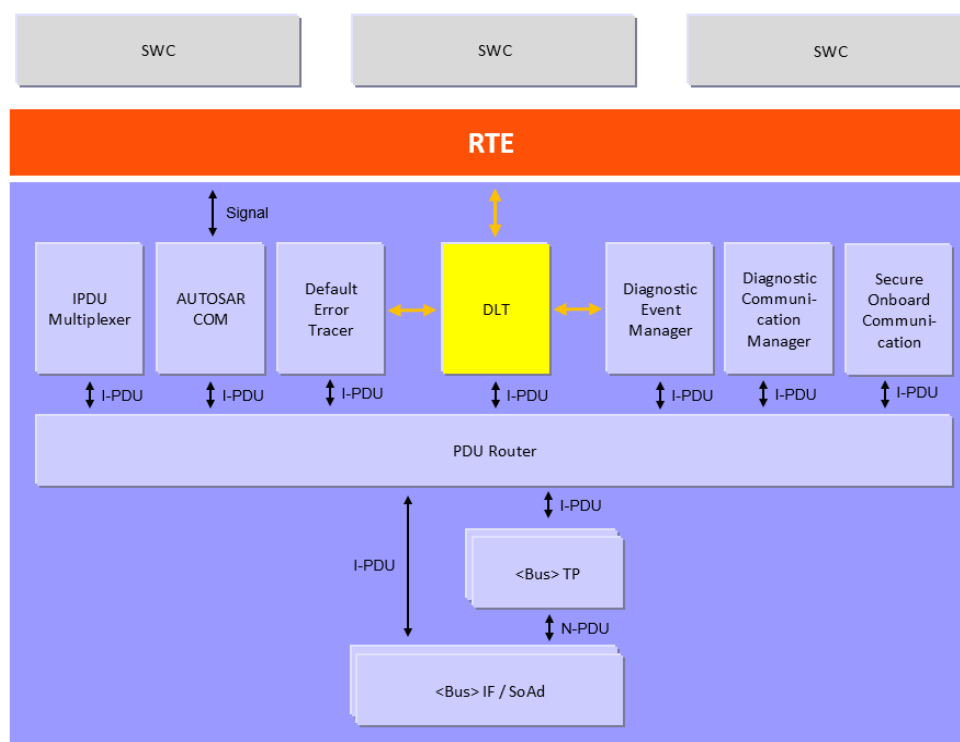 SWC
SWC
SWC
RTE
Signal
IPDU
Multiplexer
AUTOSAR
COM
Default
Error
Tracer
DLT
Diagnostic
Event
Manager
Diagnostic
Communi-
cation
Manager
Secure
Onboard
Communi-
cation
I-PDU
I-PDU
I-PDU
I-PDU
I-PDU
I-PDU
I-PDU
PDU Router
I-PDU
I-PDU
<Bus> TP
N-PDU
<Bus> IF / SoAd